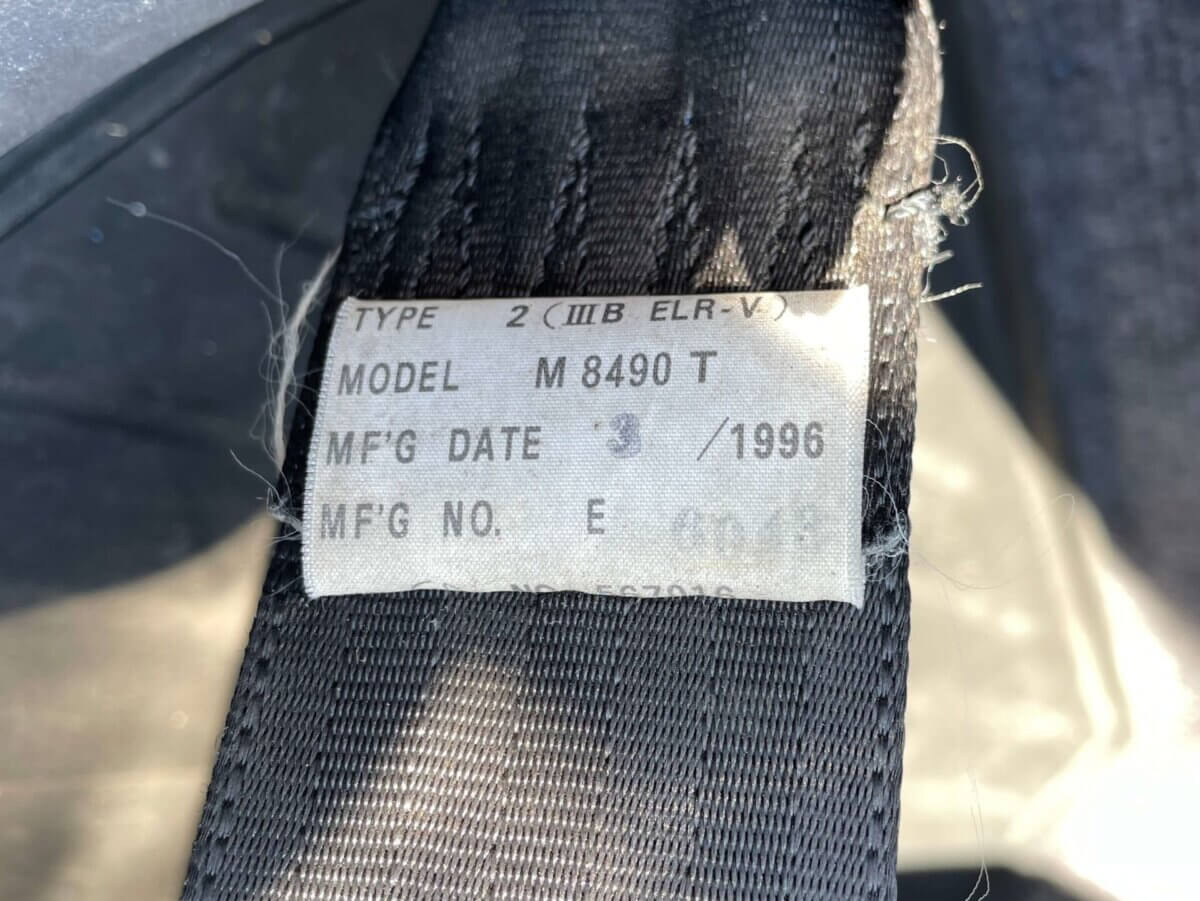 TYPE 2 (IIIB ELR-V)
MODEL M 8490 T
MF'G DATE 3 /1996
MF'G NO. E